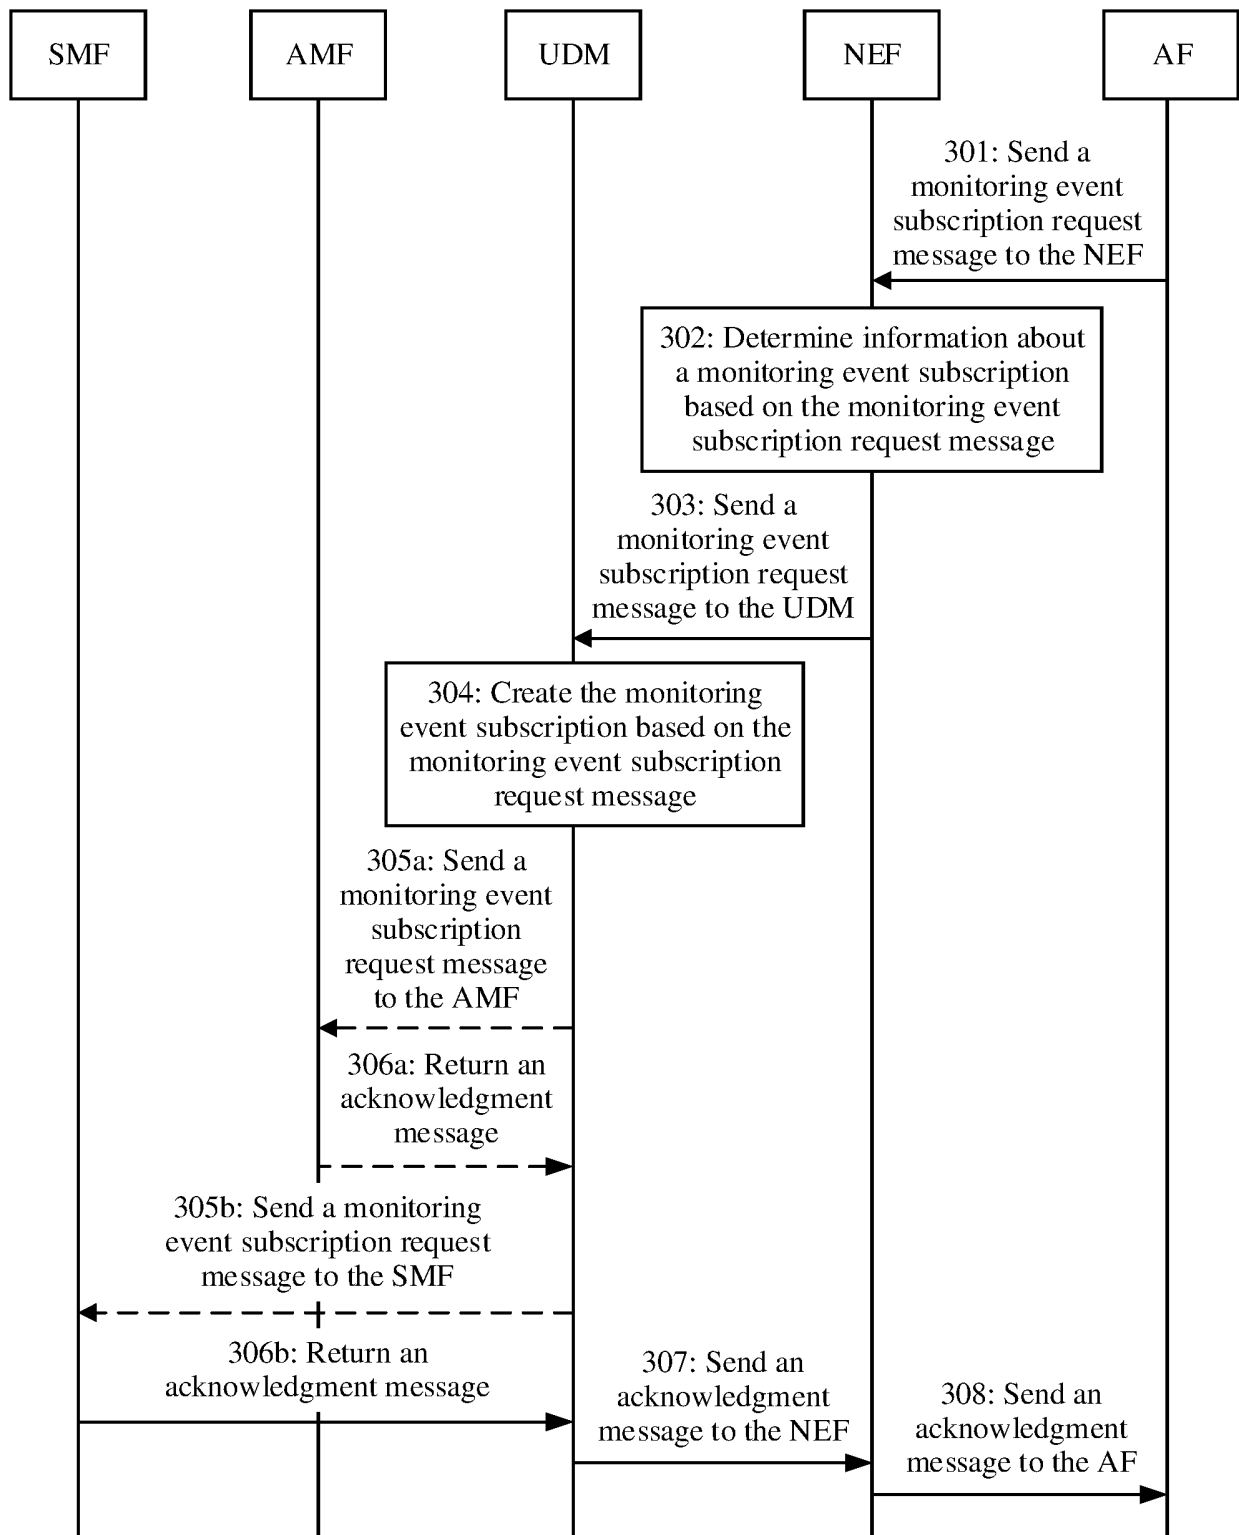 SMF
AMF
UDM
NEF
AF
301: Send a
monitoring event
subscription request
message to the NEF
302: Determine information about
a monitoring event subscription
based on the monitoring event
subscription request message
303: Send a
monitoring event
subscription request
message to the UDM
304: Create the monitoring
event subscription based on the
monitoring event subscription
request message
305a: Send a
monitoring event
subscription
request message
to the AMF
306a: Return an
acknowledgment
message
305b: Send a monitoring
event subscription request
message to the SMF
306b: Return an
acknowledgment message
307: Send an
acknowledgment
message to the NEF
308: Send an
acknowledgment
message to the AF